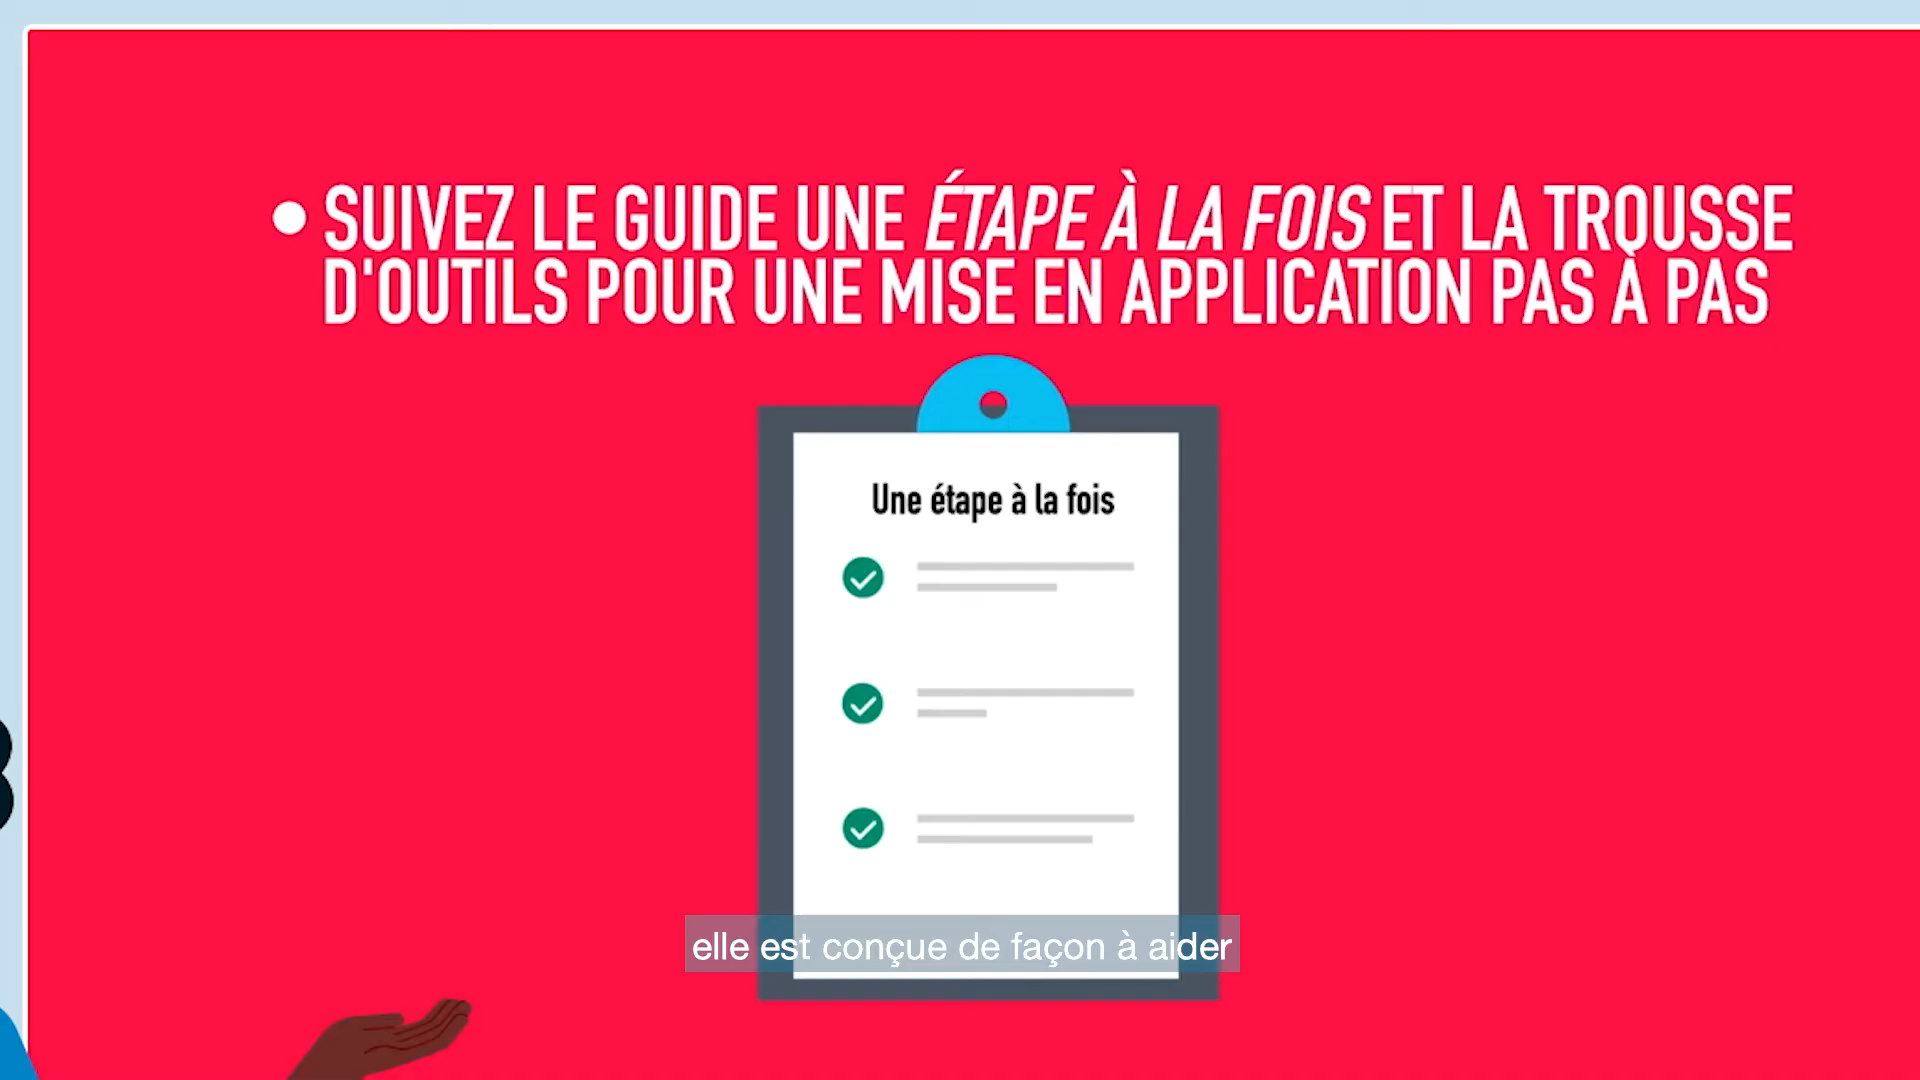 • SUIVEZ LE GUIDE UNE ÉTAPE À LA FOIS ET LA TROUSSE
D'OUTILS POUR UNE MISE EN APPLICATION PAS À PAS
Une étape à la fois
elle est conçue de façon à aider